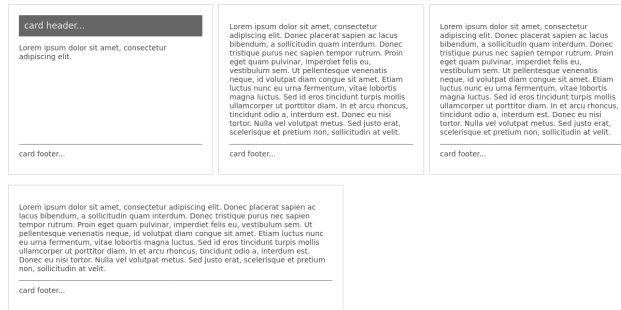 card header...
Lorem ipsum dolor sit amet, consectetur
adipiscing elit.
card footer...
Lorem ipsum dolor sit amet, consectetur
adipiscing elit. Donec placerat sapien ac lacus
bibendum, a sollicitudin quam interdum. Donec
tristique purus nec sapien tempor rutrum. Proin
eget quam pulvinar, imperdiet felis eu,
vestibulum sem. Ut pellentesque venenatis
neque, id volutpat diam congue sit amet. Etiam
luctus nunc eu urna fermentum, vitae lobortis
magna luctus. Sed id eros tincidunt turpis mollis
ullamcorper ut porttitor diam. In et arcu rhoncus,
tincidunt odio a, interdum est. Donec eu nisi
tortor. Nulla vel volutpat metus. Sed justo erat,
scelerisque et pretium non, sollicitudin at velit.
card footer...
Lorem ipsum dolor sit amet, consectetur
adipiscing elit. Donec placerat sapien ac lacus
bibendum, a sollicitudin quam interdum. Donec
tristique purus nec sapien tempor rutrum. Proin
eget quam pulvinar, imperdiet felis eu,
vestibulum sem. Ut pellentesque venenatis
neque, id volutpat diam congue sit amet. Etiam
luctus nunc eu urna fermentum, vitae lobortis
magna luctus. Sed id eros tincidunt turpis mollis
ullamcorper ut porttitor diam. In et arcu rhoncus,
tincidunt odio a, interdum est. Donec eu nisi
tortor. Nulla vel volutpat metus. Sed justo erat,
scelerisque et pretium non, sollicitudin at velit.
card footer...
Lorem ipsum dolor sit amet, consectetur adipiscing elit. Donec placerat sapien ac
lacus bibendum, a sollicitudin quam interdum. Donec tristique purus nec sapien
tempor rutrum. Proin eget quam pulvinar, imperdiet felis eu, vestibulum sem. Ut
pellentesque venenatis neque, id volutpat diam congue sit amet. Etiam luctus nunc
eu urna fermentum, vitae lobortis magna luctus. Sed id eros tincidunt turpis mollis
ullamcorper ut porttitor diam. In et arcu rhoncus, tincidunt odio a, interdum est.
Donec eu nisi tortor. Nulla vel volutpat metus. Sed justo erat, scelerisque et pretium
non, sollicitudin at velit.
card footer...